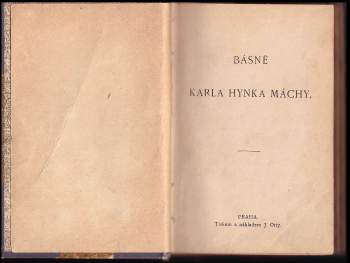 BÁSNĚ
KARLA HYNKA MÁCHY.
PRAHA.
Tiskem a nákladem J. Otty.